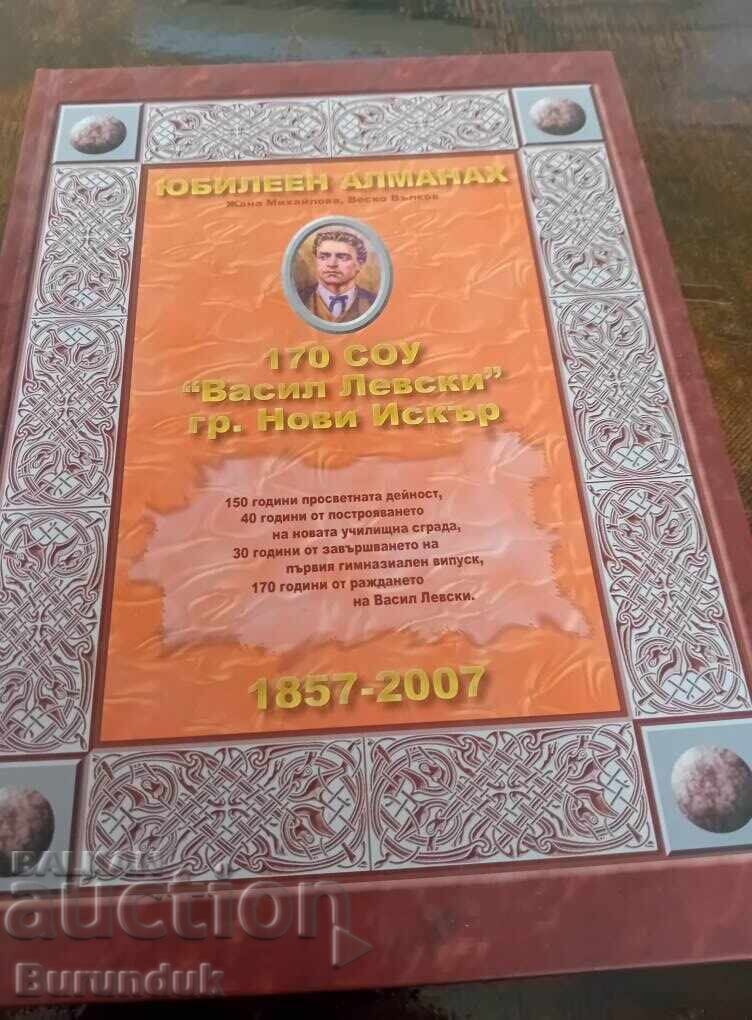 ЮБИЛЕЕН АЛМАНАХ
Жана Михайлова, Веско Вълков
170 СОУ
"Васил Левски"
гр. Нови Искър
150 години просветната дейност,
40 години от построяването
на новата училищна сграда,
30 години от завършването на
първия гимназиален випуск,
170 години от раждането
на Васил Левски.
1857-2007
BALKAN
auction
Burunduk